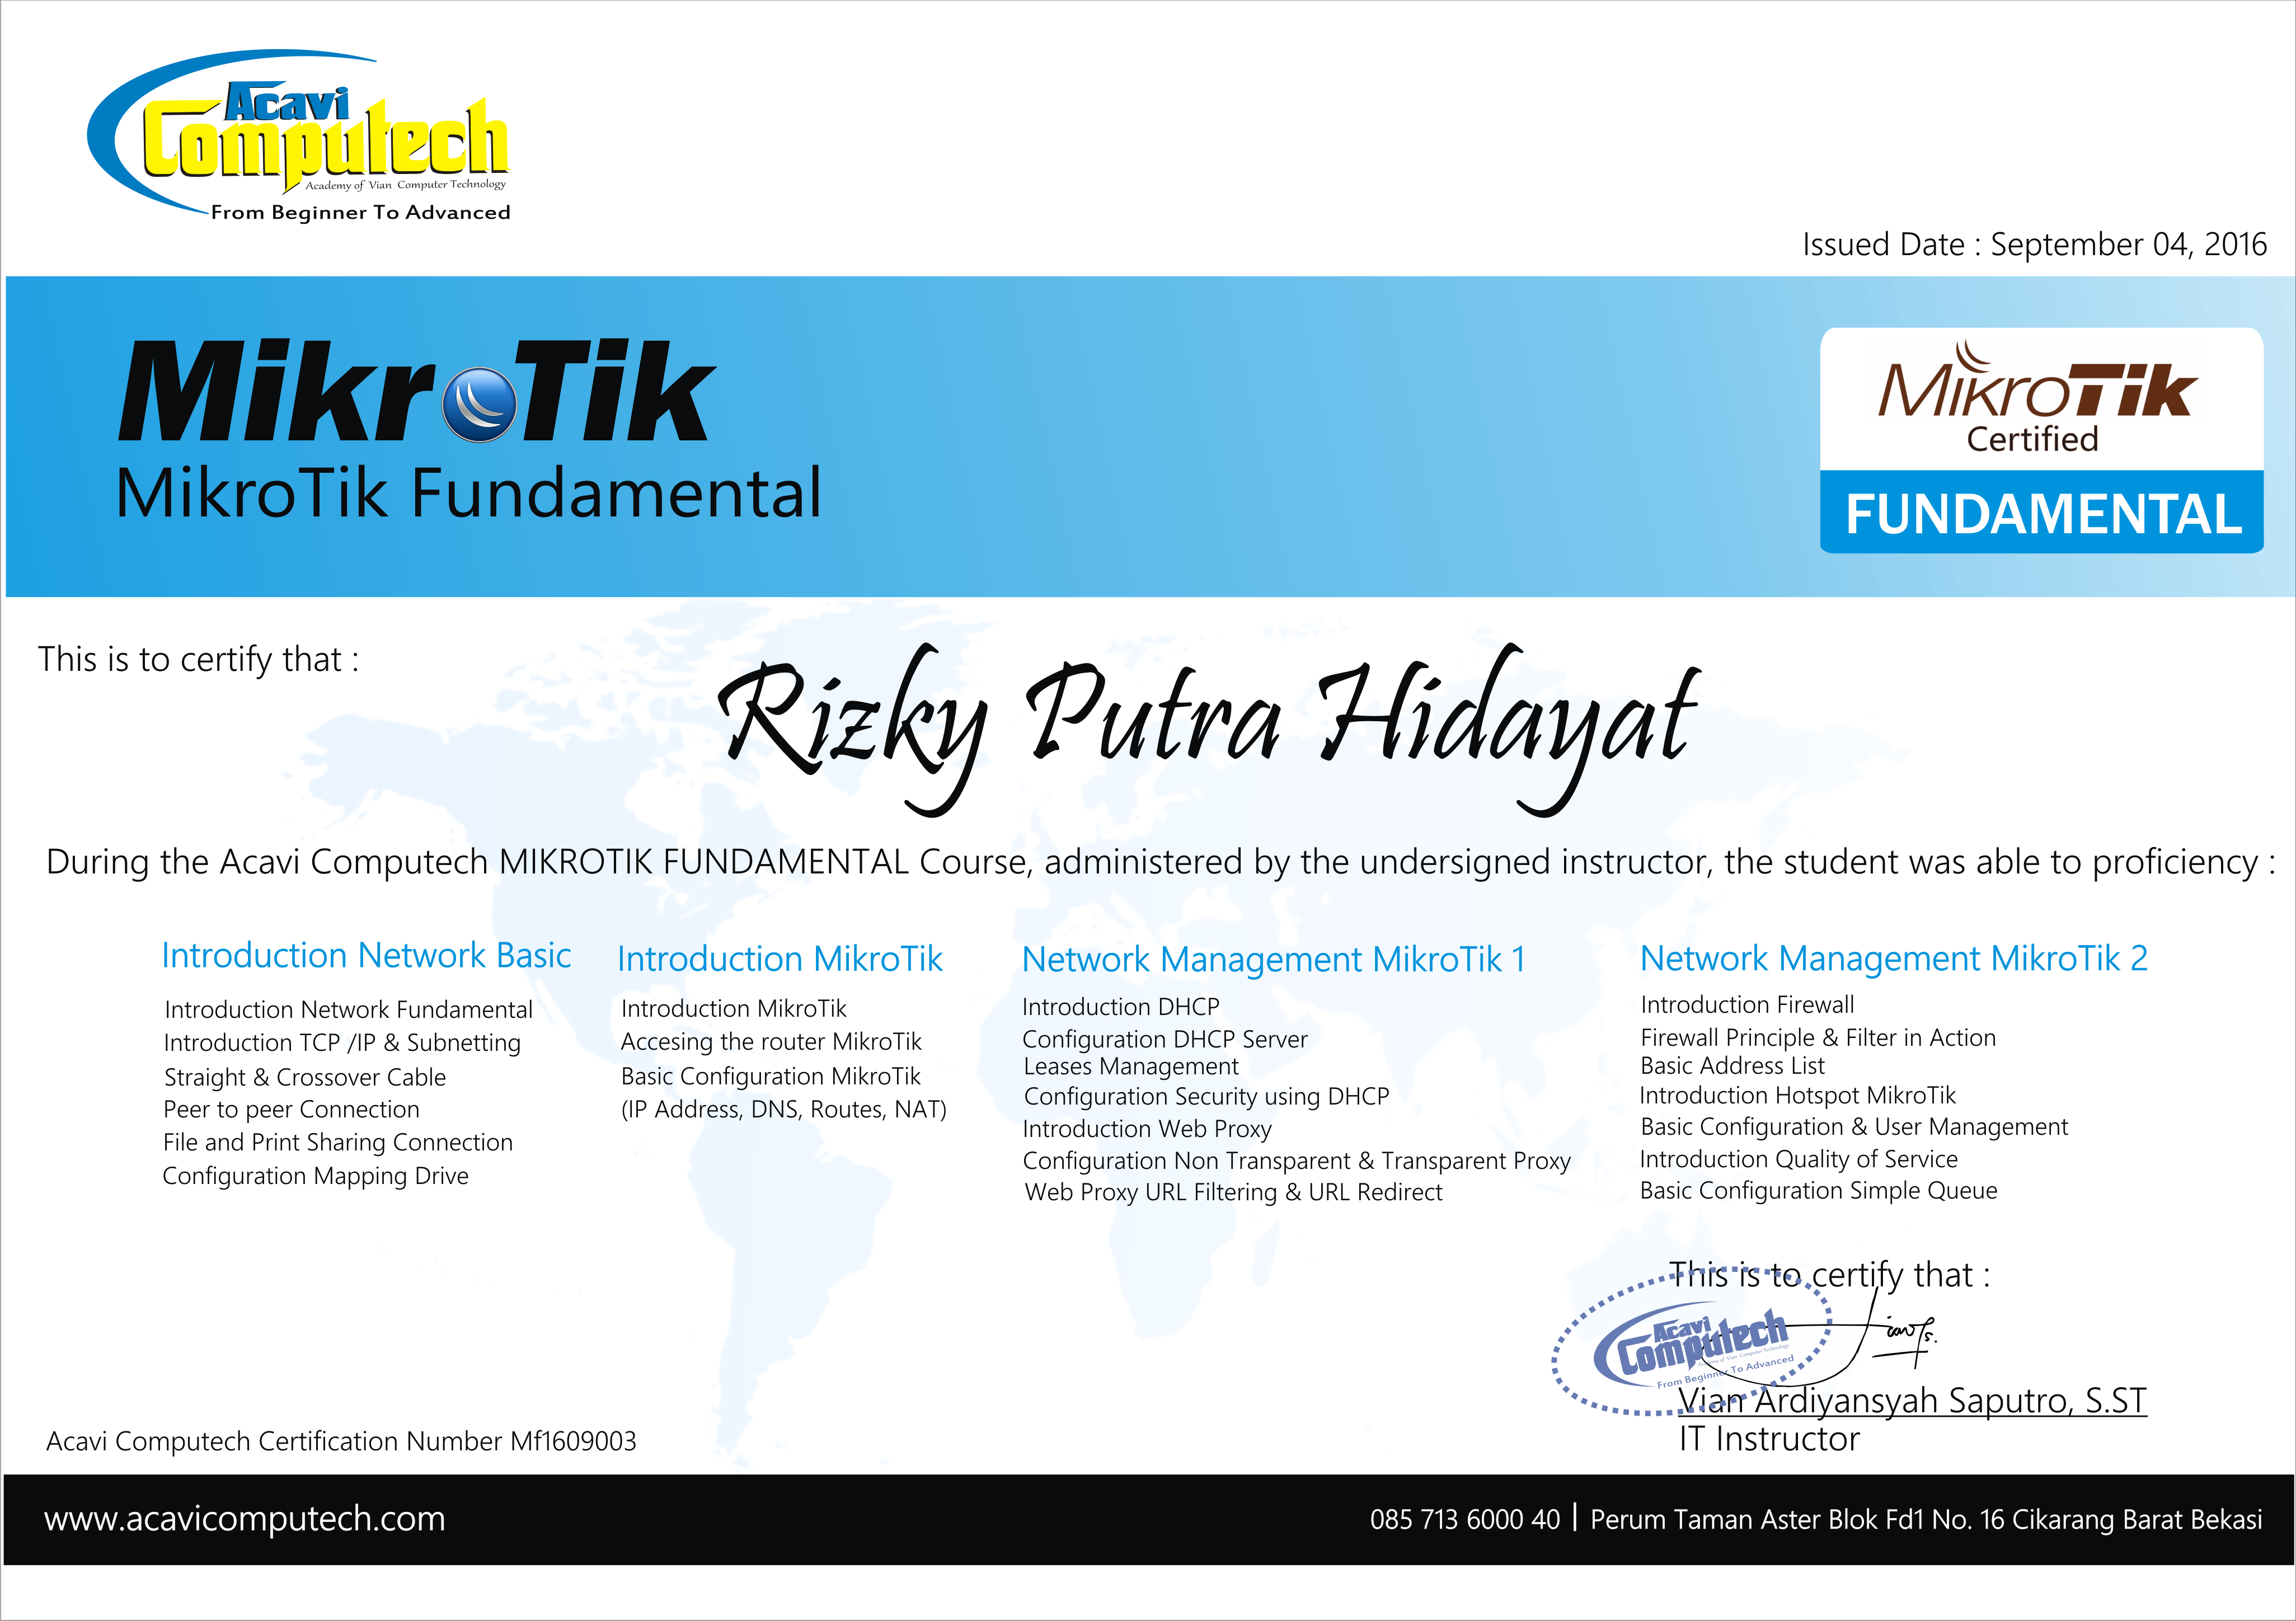 Acavi
Computech
Academy of Vian Computer Technology
From Beginner To Advanced
Issued Date : September 04, 2016
MikroTik
MikroTik Fundamental
MikroTik
Certified
FUNDAMENTAL
This is to certify that :
Rizky Putra Hidayat
During the Acavi Computech MIKROTIK FUNDAMENTAL Course, administered by the undersigned instructor, the student was able to proficiency :
Introduction Network Basic
Introduction Network Fundamental
Introduction TCP /IP & Subnetting
Straight & Crossover Cable
Peer to peer Connection
File and Print Sharing Connection
Configuration Mapping Drive
Introduction MikroTik
Introduction MikroTik
Accesing the router MikroTik
Basic Configuration MikroTik
(IP Address, DNS, Routes, NAT)
Network Management MikroTik 1
Introduction DHCP
Configuration DHCP Server
Leases Management
Configuration Security using DHCP
Introduction Web Proxy
Configuration Non Transparent & Transparent Proxy
Web Proxy URL Filtering & URL Redirect
Network Management MikroTik 2
Introduction Firewall
Firewall Principle & Filter in Action
Basic Address List
Introduction Hotspot MikroTik
Basic Configuration & User Management
Introduction Quality of Service
Basic Configuration Simple Queue
This is to certify that :
Acavi
Computech
Academy of Vian Computer Technology
From Beginner To Advanced
Vian Ardiyansyah Saputro, S.ST
IT Instructor
Acavi Computech Certification Number Mf1609003
www.acavicomputech.com
085 713 6000 40 | Perum Taman Aster Blok Fd1 No. 16 Cikarang Barat Bekasi